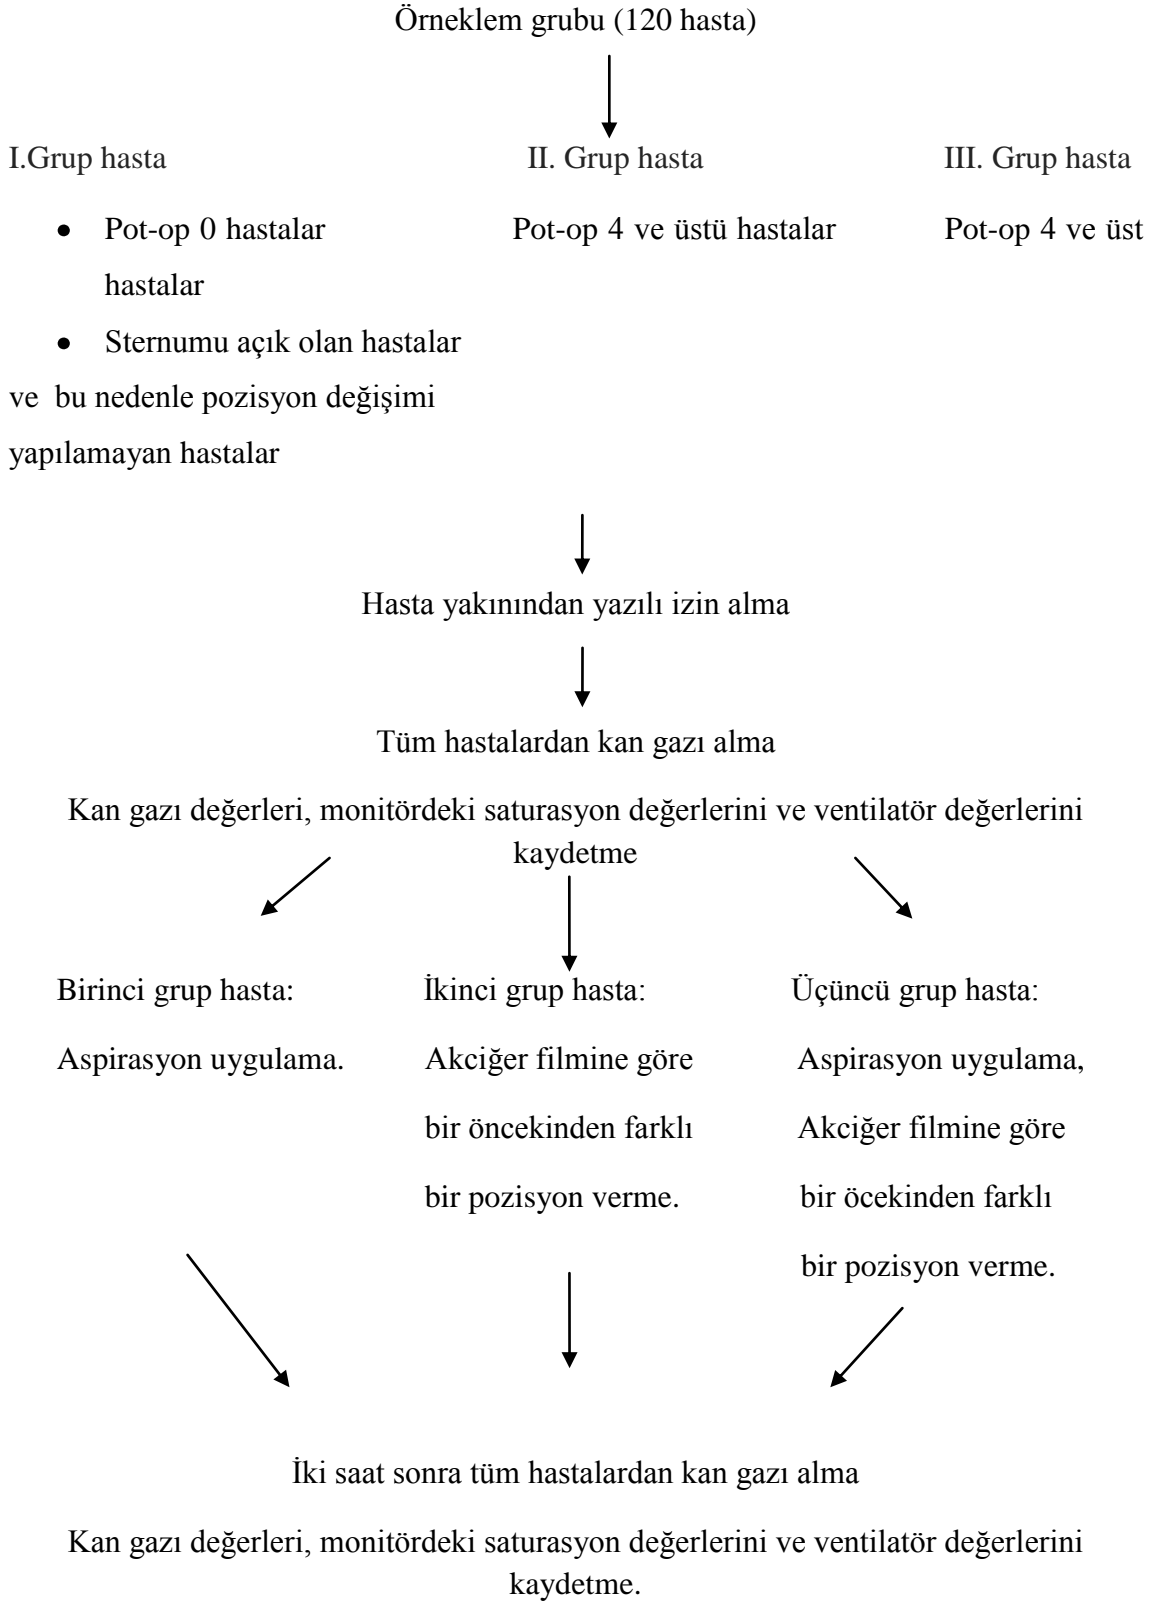 Örneklem grubu (120 hasta)
I.Grup hasta II. Grup hasta III. Grup hasta
• Pot-op 0 hastalar Pot-op 4 ve üstü hastalar Pot-op 4 ve üst
hastalar
• Sternumu açık olan hastalar
ve bu nedenle pozisyon değişimi
yapılamayan hastalar
Hasta yakınından yazılı izin alma
Tüm hastalardan kan gazı alma
Kan gazı değerleri, monitördeki saturasyon değerlerini ve ventilatör değerlerini
kaydetme
Birinci grup hasta: İkinci grup hasta: Üçüncü grup hasta:
Aspirasyon uygulama. Akciğer filmine göre Aspirasyon uygulama,
bir öncekinden farklı Akciğer filmine göre
bir pozisyon verme. bir öcekinden farklı
bir pozisyon verme.
İki saat sonra tüm hastalardan kan gazı alma
Kan gazı değerleri, monitördeki saturasyon değerlerini ve ventilatör değerlerini
kaydetme.